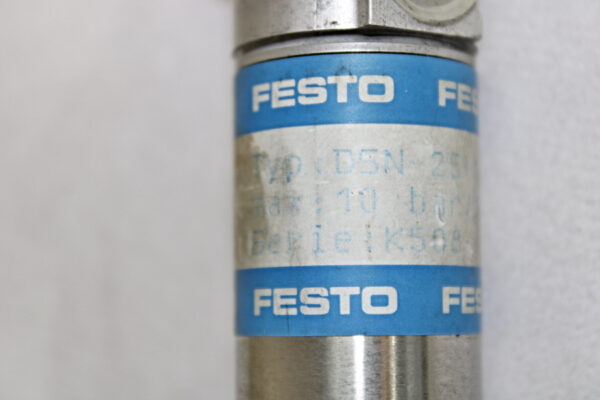 FESTO FES
Typ:DSN 25
max:10 bar
Serie:K508
FESTO FES